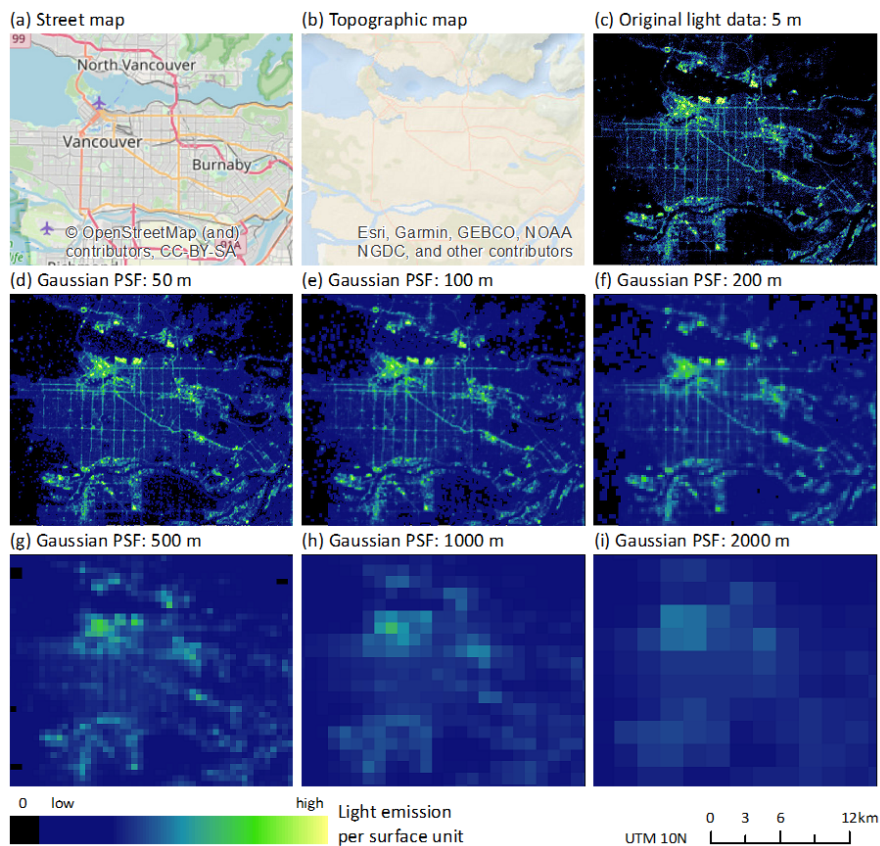 (a) Street map
(b) Topographic map
(c) Original light data: 5 m
99
North Vancouver
Vancouver
Burnaby
© OpenStreetMap (and)
contributors, CC-BY-SA
91A
Esri, Garmin, GEBCO, NOAA
NGDC, and other contributors
(d) Gaussian PSF: 50 m
(e) Gaussian PSF: 100 m
(f) Gaussian PSF: 200 m
(g) Gaussian PSF: 500 m
(h) Gaussian PSF: 1000 m
(i) Gaussian PSF: 2000 m
0 low high
Light emission
per surface unit
0 3 6 12km
UTM 10N